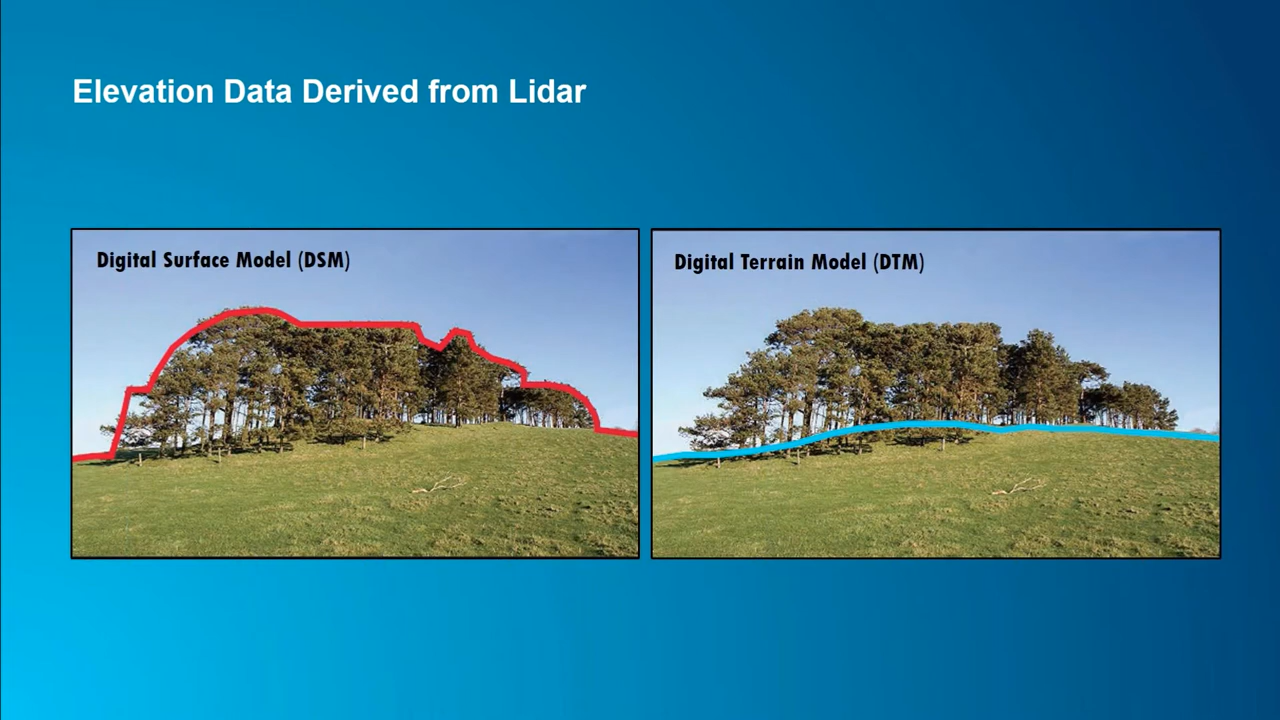 Elevation Data Derived from Lidar
Digital Surface Model (DSM)
Digital Terrain Model (DTM)